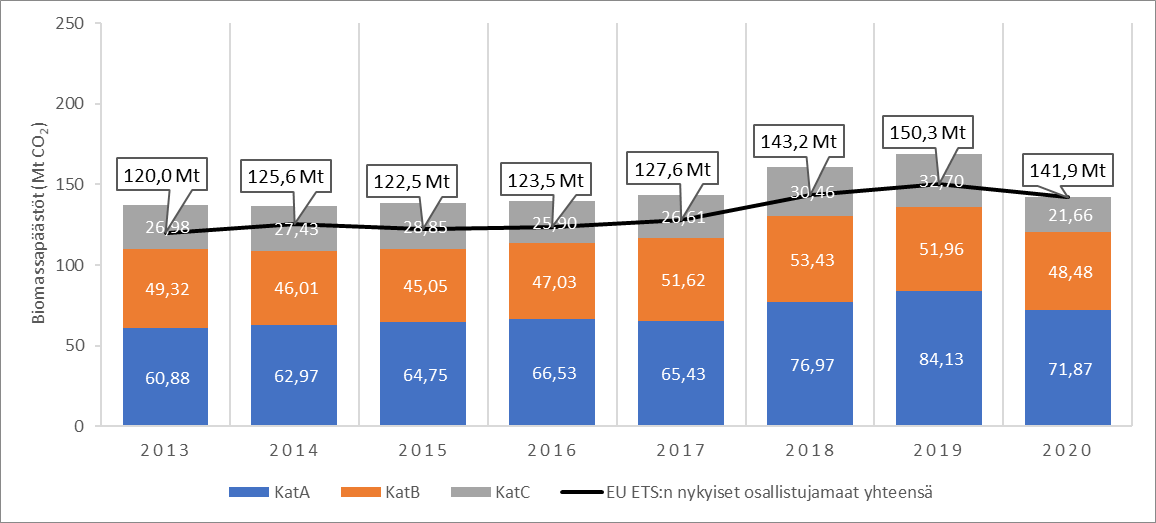 250
200
150
100
50
0
Biomassapäästöt (Mt CO₂)
120,0 Mt
125,6 Mt
122,5 Mt
123,5 Mt
127,6 Mt
143,2 Mt
150,3 Mt
141,9 Mt
26,98
27,43
28,85
25,90
26,61
30,46
32,70
21,66
49,32
46,01
45,05
47,03
51,62
53,43
51,96
48,48
60,88
62,97
64,75
66,53
65,43
76,97
84,13
71,87
2013
2014
2015
2016
2017
2018
2019
2020
KatA
KatB
KatC
EU ETS:n nykyiset osallistujamaat yhteensä